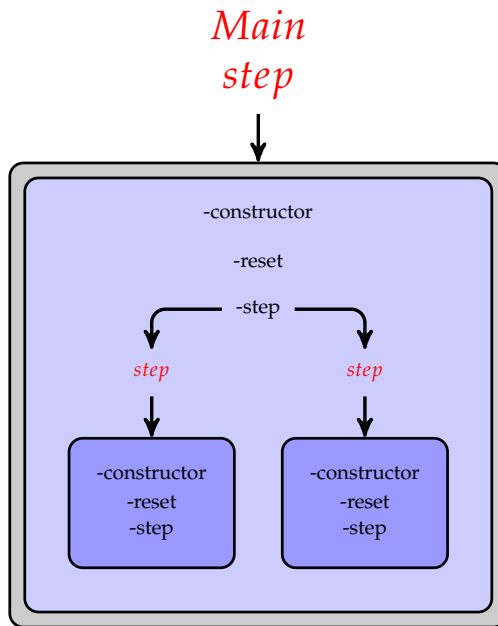 Main
step
-constructor
-reset
-step
step
step
-constructor
-reset
-step
-constructor
-reset
-step